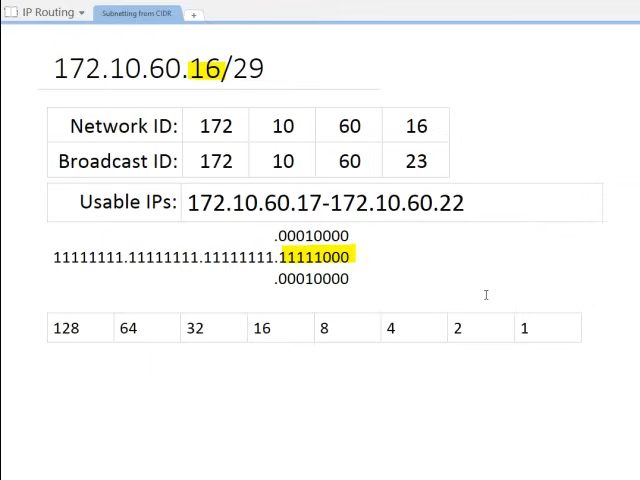 IP Routing
Subnetting from CIDR
+
172.10.60.16/29
Network ID: 172 10 60 16
Broadcast ID: 172 10 60 23
Usable IPs: 172.10.60.17-172.10.60.22
.00010000
11111111.11111111.11111111.11111000
.00010000
128 64 32 16 8 4 2 1